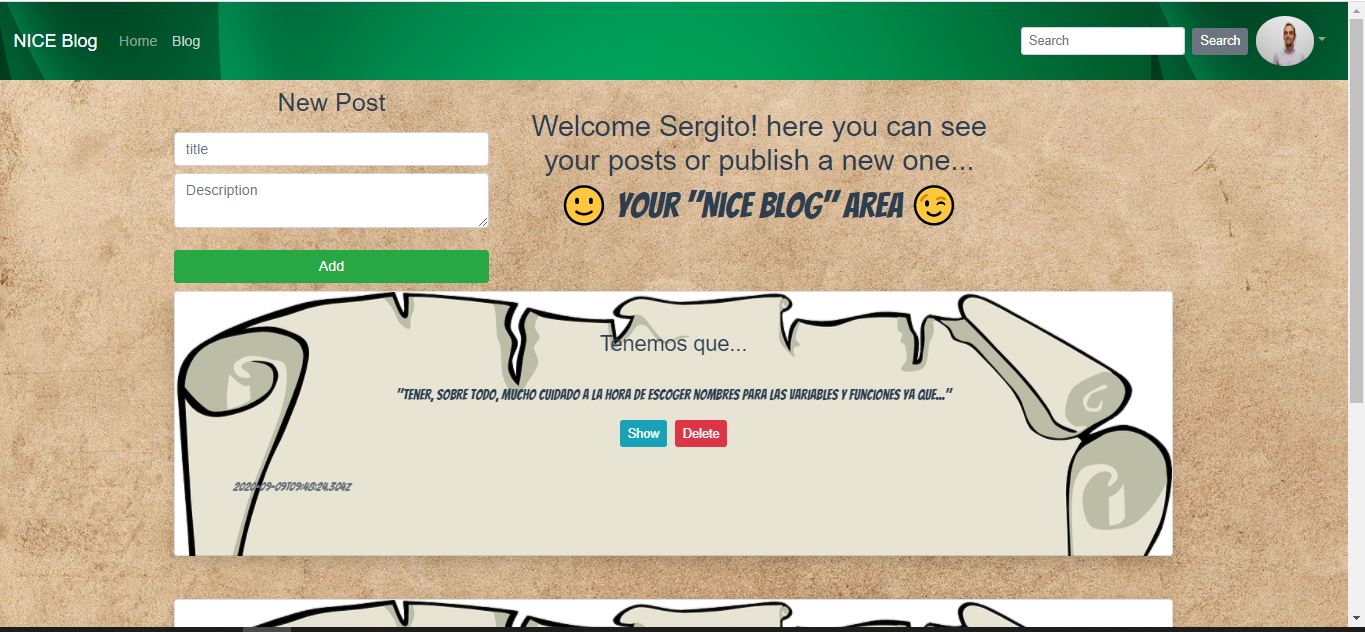 NICE Blog Home Blog Search Search
New Post
title
Description
Add
Welcome Sergito! here you can see
your posts or publish a new one...
YOUR "NICE BLOG" AREA
Tenemos que...
"TENER, SOBRE TODO, MUCHO CUIDADO A LA HORA DE ESCOGER NOMBRES PARA LAS VARIABLES Y FUNCIONES YA QUE..."
Show Delete
2020-09-09T09:48:24.304Z